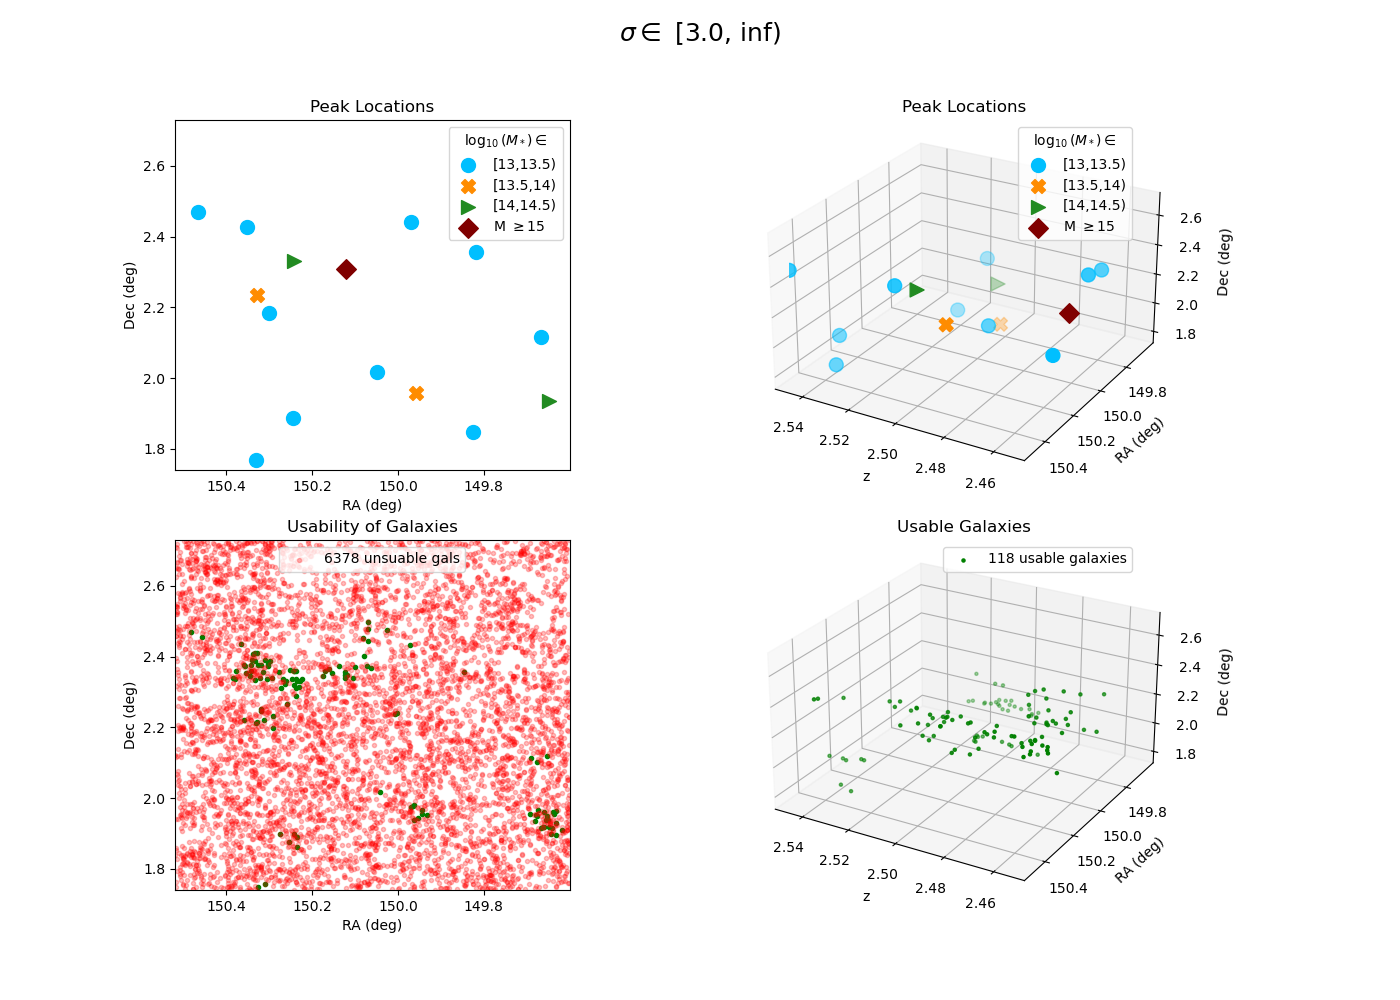 σ ∈ [3.0, inf)
Peak Locations
log₁₀(M*) ∈
[13,13.5)
[13.5,14)
[14,14.5)
M ≥15
2.6
2.4
2.2
2.0
1.8
Dec (deg)
150.4 150.2 150.0 149.8
RA (deg)
Peak Locations
log₁₀(M*) ∈
[13,13.5)
[13.5,14)
[14,14.5)
M ≥15
2.6
2.4
2.2
2.0
1.8
Dec (deg)
149.8
150.0
150.2
150.4
RA (deg)
2.54
2.52
2.50
2.48
2.46
z
Usability of Galaxies
6378 unsuable gals
2.6
2.4
2.2
2.0
1.8
Dec (deg)
150.4 150.2 150.0 149.8
RA (deg)
Usable Galaxies
118 usable galaxies
2.6
2.4
2.2
2.0
1.8
Dec (deg)
149.8
150.0
150.2
150.4
RA (deg)
2.54
2.52
2.50
2.48
2.46
z